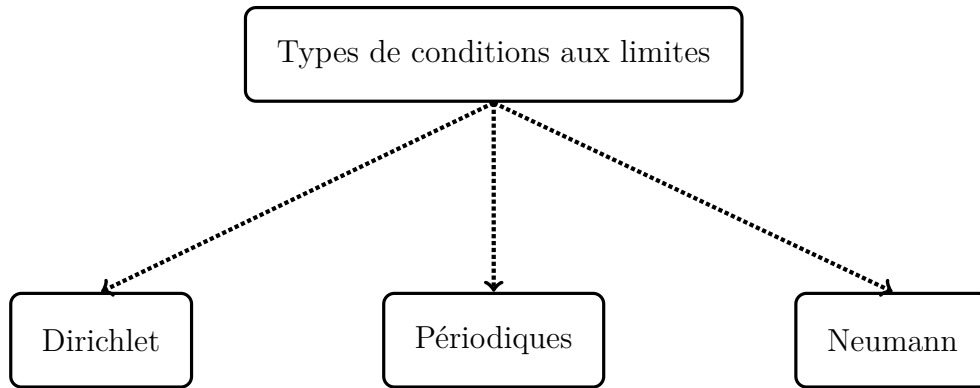 Types de conditions aux limites
Dirichlet
Périodiques
Neumann